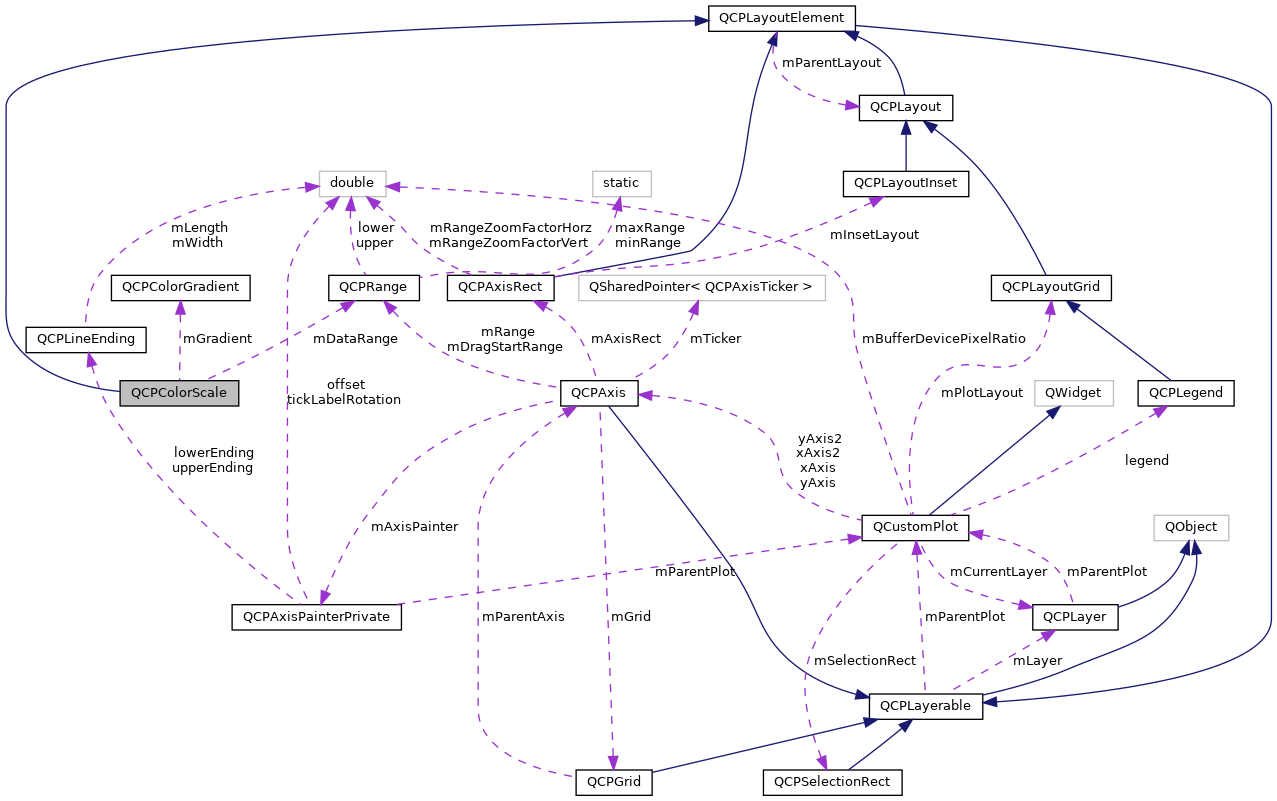 QCPLayoutElement
mParentLayout
QCPLayout
double
static
QCPLayoutInset
mLength
mWidth
lower
upper
mRangeZoomFactorHorz
mRangeZoomFactorVert
maxRange
minRange
mInsetLayout
QCPColorGradient
QCPRange
QCPAxisRect
QSharedPointer< QCPAxisTicker >
QCPLayoutGrid
QCPLineEnding
mGradient
mDataRange
mRange
mDragStartRange
mAxisRect
mTicker
mBufferDevicePixelRatio
QCPColorScale
offset
tickLabelRotation
QCPAxis
mPlotLayout
QWidget
QCPLegend
lowerEnding
upperEnding
yAxis2
xAxis2
xAxis
yAxis
legend
mAxisPainter
QCustomPlot
QObject
mParentPlot
mCurrentLayer
mParentPlot
QCPAxisPainterPrivate
mParentAxis
mGrid
mParentPlot
QCPLayer
mSelectionRect
mLayer
QCPLayerable
QCPGrid
QCPSelectionRect